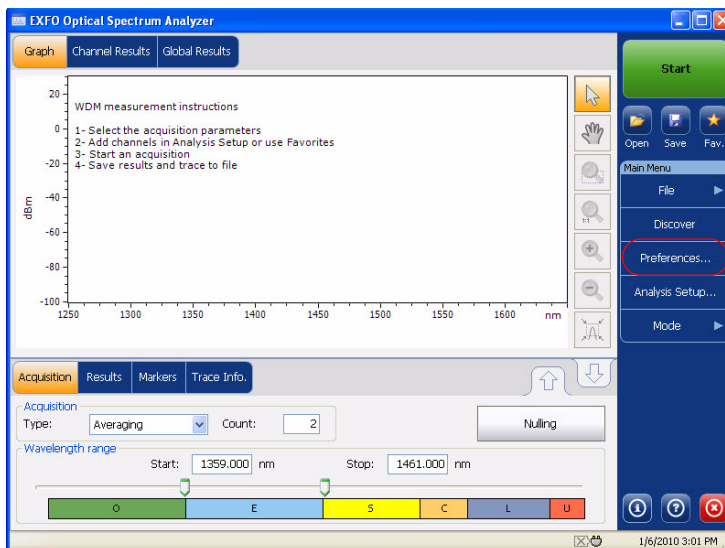 EXFO Optical Spectrum Analyzer
Graph Channel Results Global Results
Start
20
0
-20
-40
-60
-80
-100
dBm
WDM measurement instructions
1- Select the acquisition parameters
2- Add channels in Analysis Setup or use Favorites
3- Start an acquisition
4- Save results and trace to file
1250 1300 1350 1400 1450 1500 1550 1600 nm
1:1
Open Save Fav.
Main Menu
File
Discover
Preferences...
Analysis Setup...
Mode
Acquisition Results Markers Trace Info.
Acquisition
Type: Averaging Count: 2 Nulling
Wavelength range
Start: 1359.000 nm Stop: 1461.000 nm
O E S C L U
1/6/2010 3:01 PM